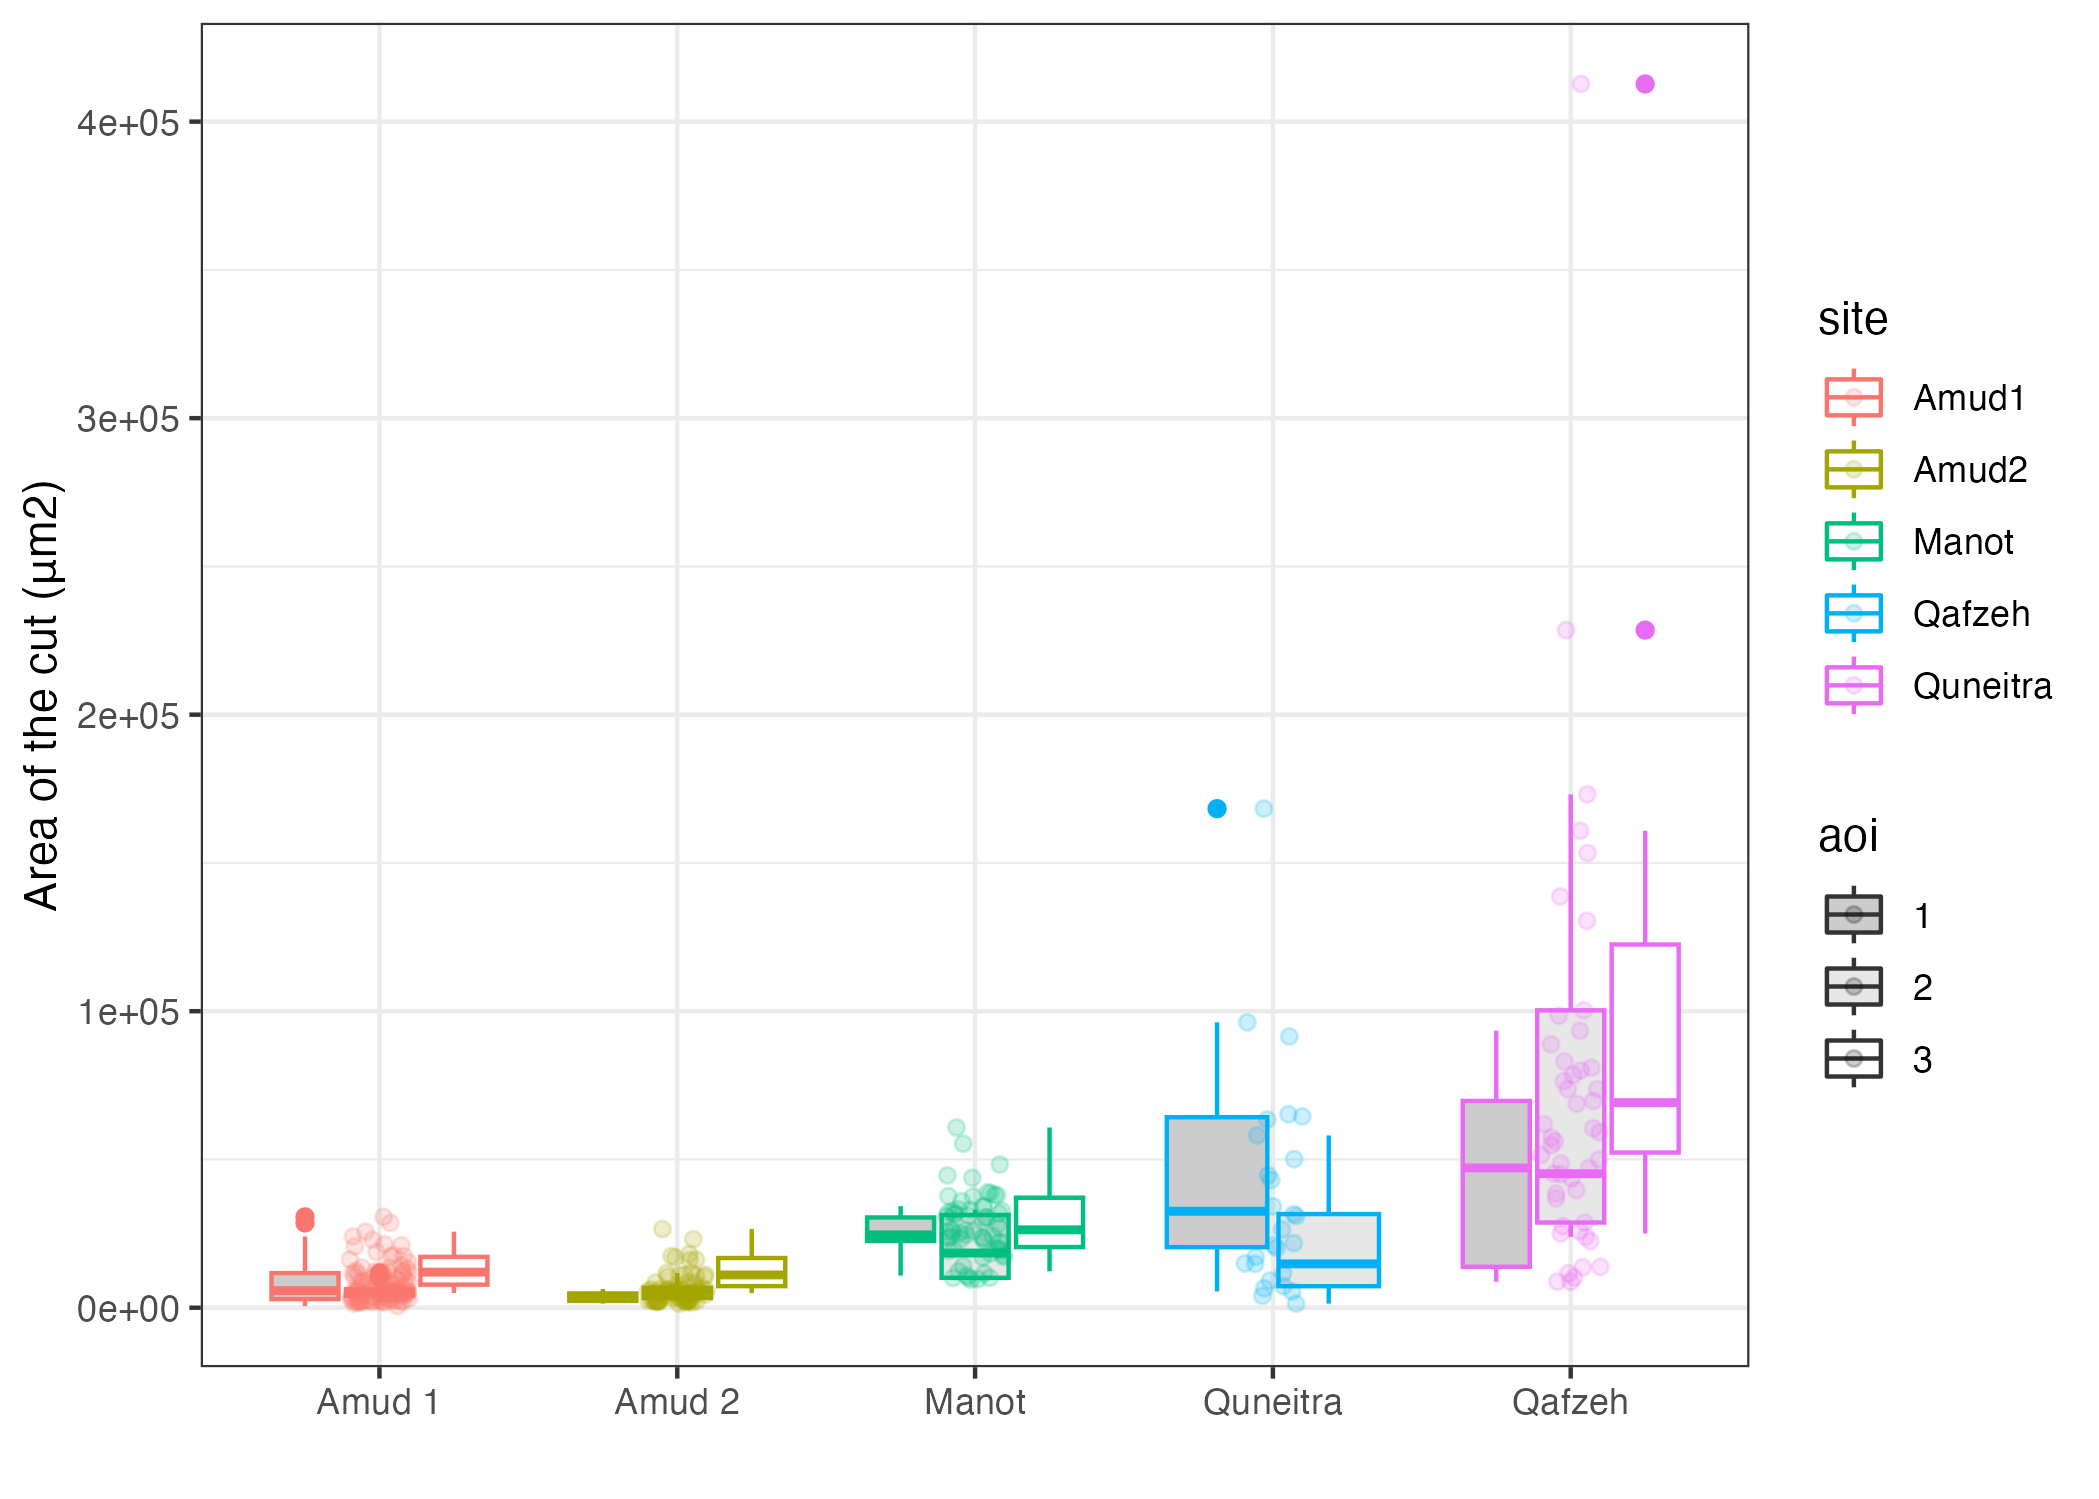 Area of the cut (µm2)
4e+05
3e+05
2e+05
1e+05
0e+00
Amud 1
Amud 2
Manot
Quneitra
Qafzeh
site
Amud1
Amud2
Manot
Qafzeh
Quneitra
aoi
1
2
3